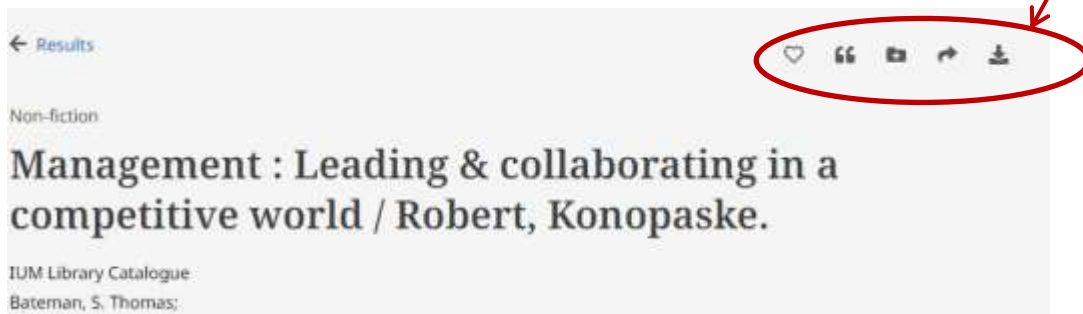 ← Results
Non-fiction
Management : Leading & collaborating in a
competitive world / Robert, Konopaske.
IUM Library Catalogue
Bateman, S. Thomas;